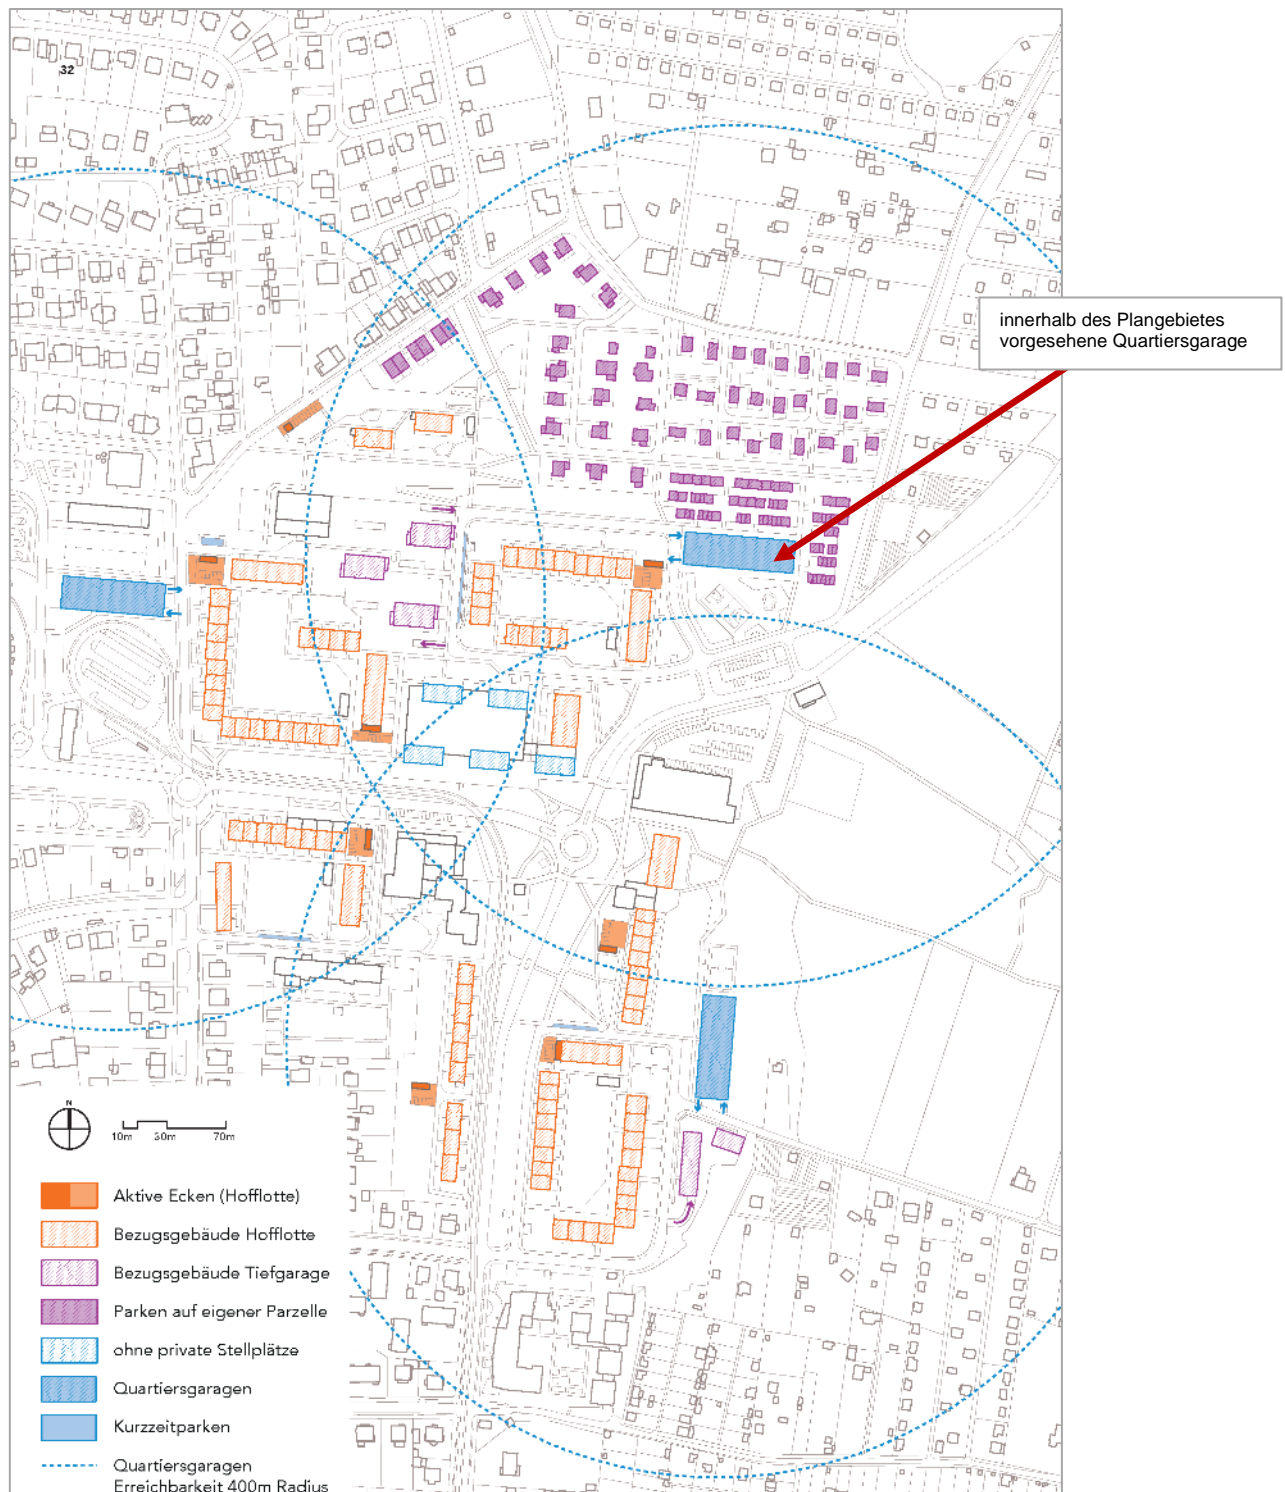 32
innerhalb des Plangebietes
vorgesehene Quartiersgarage
N
10m 30m 70m
Aktive Ecken (Hofflotte)
Bezugsgebäude Hofflotte
Bezugsgebäude Tiefgarage
Parken auf eigener Parzelle
ohne private Stellplätze
Quartiersgaragen
Kurzzeitparken
Quartiersgaragen
Erreichbarkeit 400m Radius